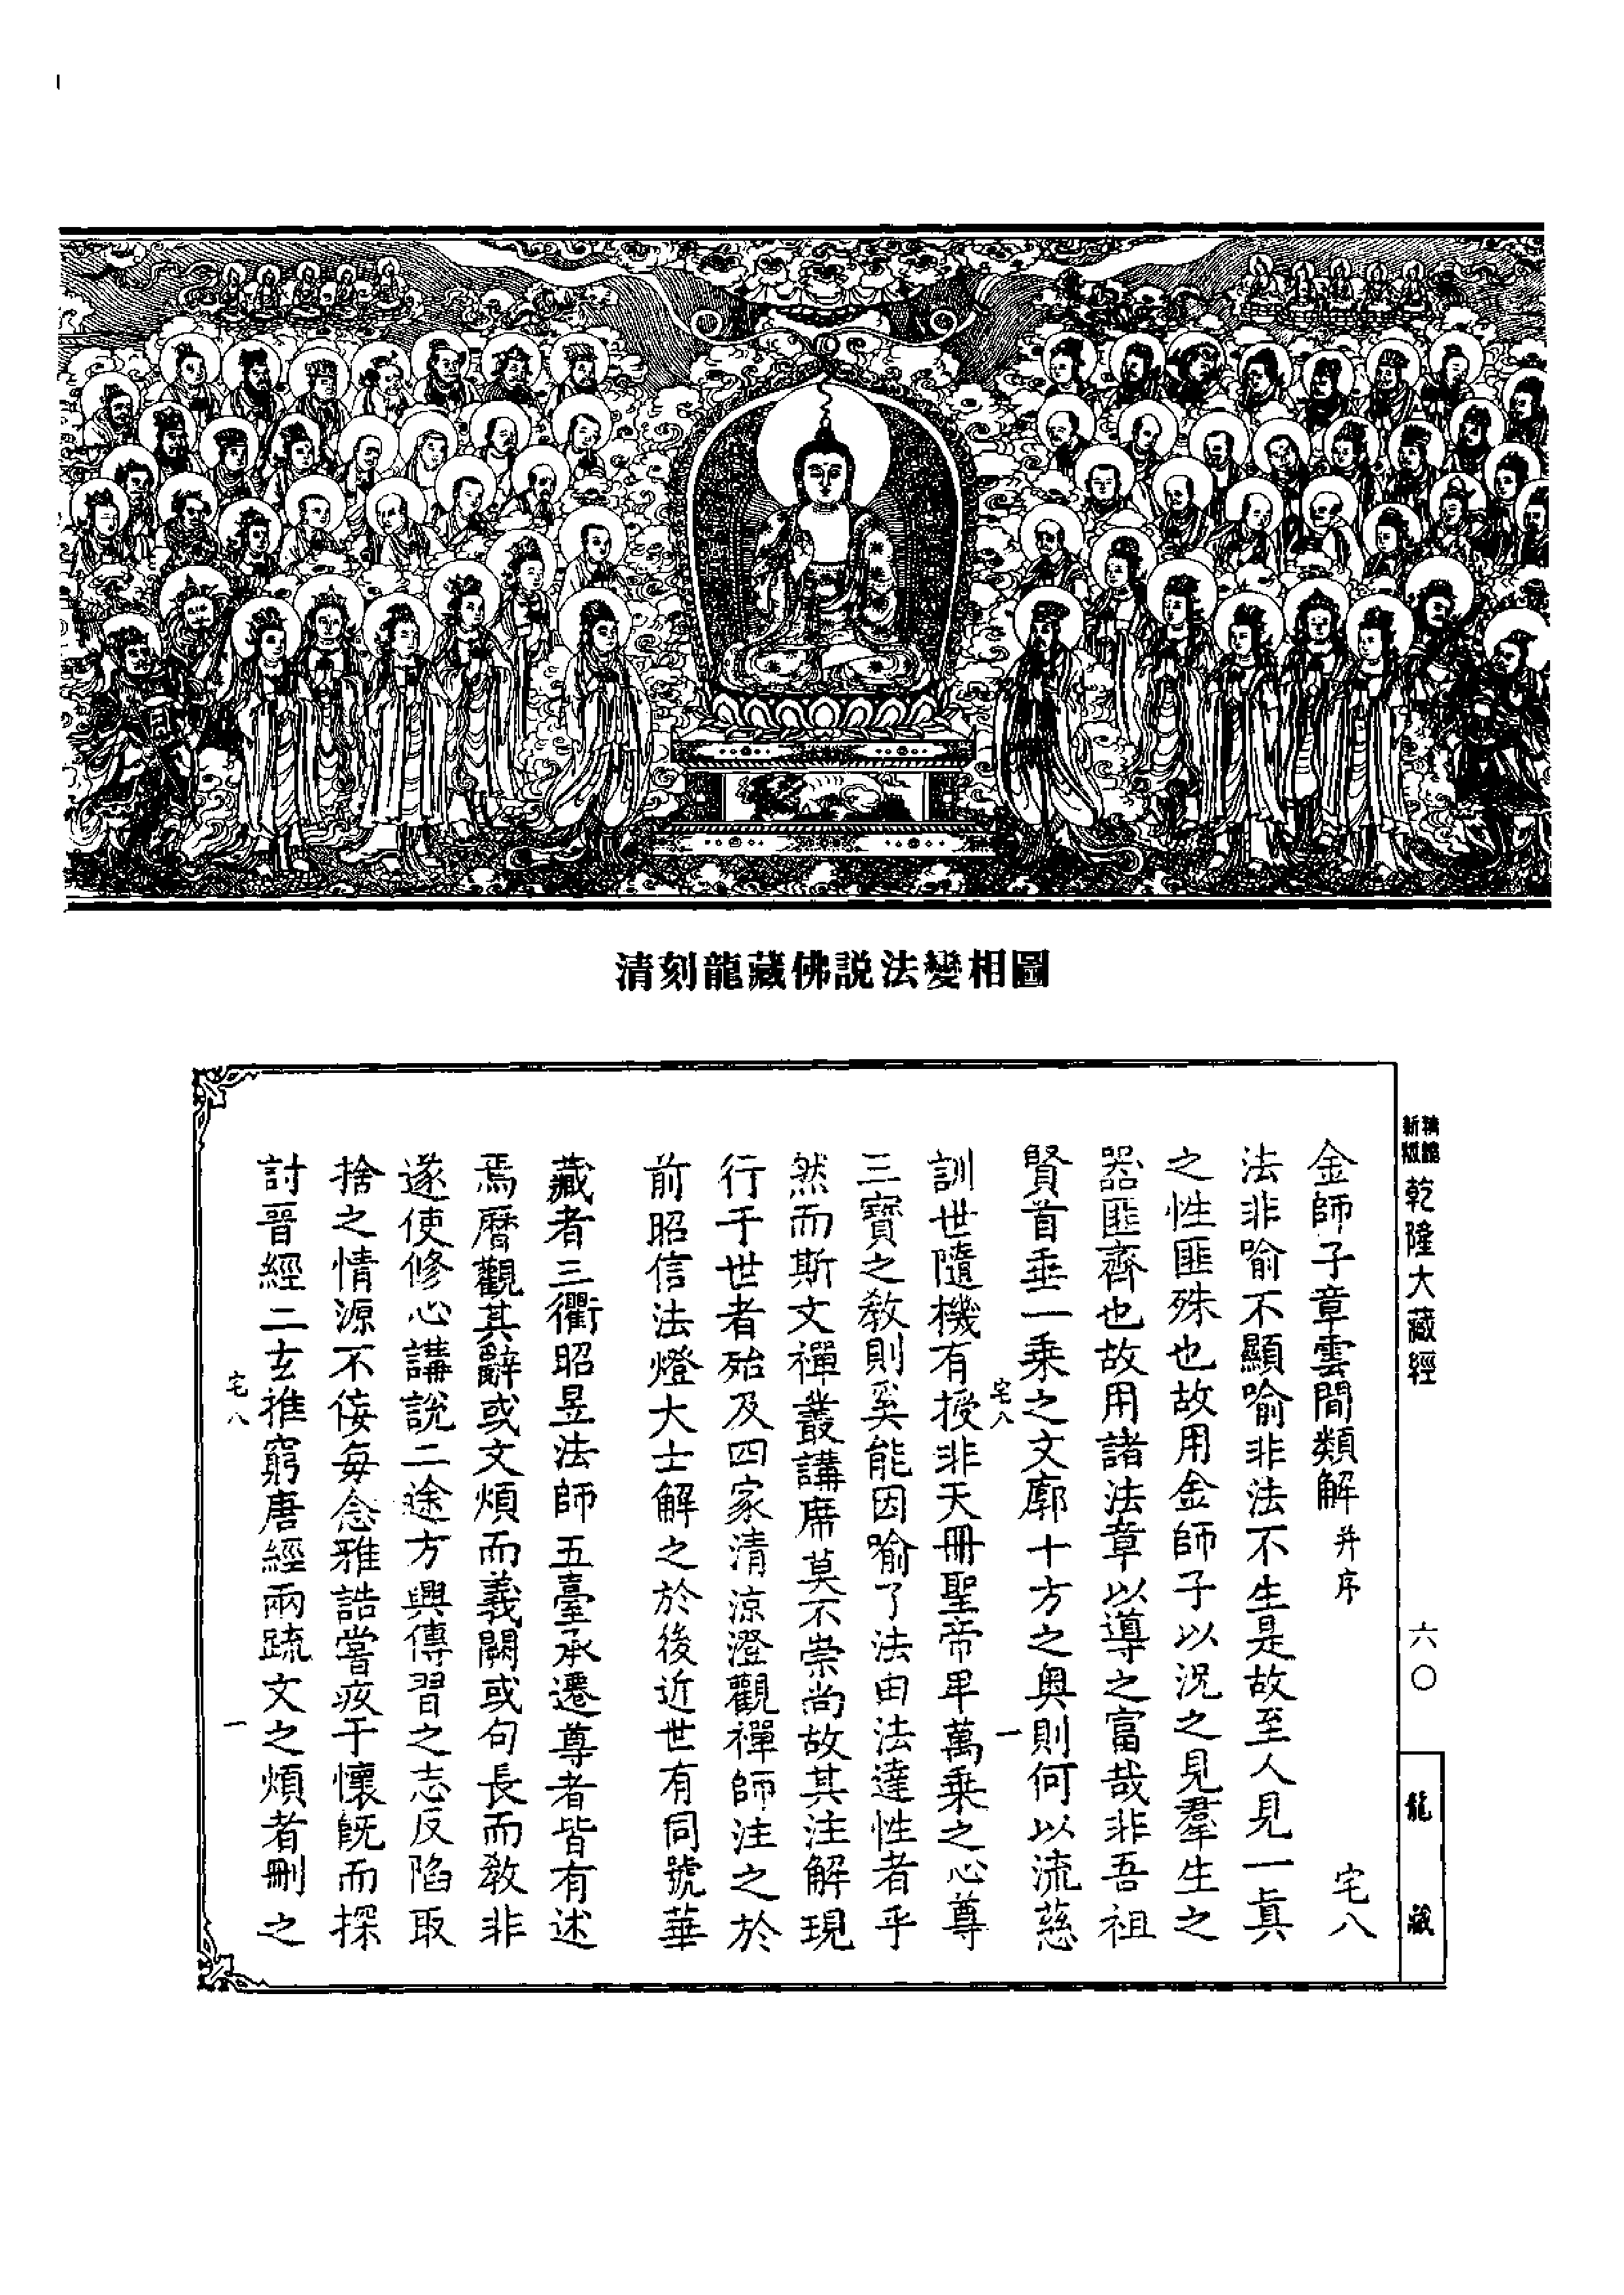 清刻龍藏佛説法變相圖
新版
乾隆大藏經
六〇
龍藏
金師子章雲間類解并序 宅八
法非喻不顯喻非法不生是故至人見一真
之性匪殊也故用金師子以況之見羣生之
器匪齊也故用諸法章以導之富哉非吾祖
賢首垂一乘之文廓十方之奥則何以流慈
宅八 一
訓世隨機有授非天冊聖帝早萬乘之心尊
三寶之教則奚能因喻了法由法達性者乎
然而斯文禪叢講席莫不崇尚故其注解現
行于世者殆及四家清涼澄觀禪師注之於
前昭信法燈大士解之於後近世有同號華
藏者三衢昭昱法師五臺承遷尊者皆有述
焉曆觀其辭或文煩而義闕或句長而教非
遂使修心講說二途方興傳習之志反陷取
捨之情源不俊每念雅誥嘗疚于懷旣而探
討晉經二玄推窮唐經兩疏文之煩者刪之
宅八 一